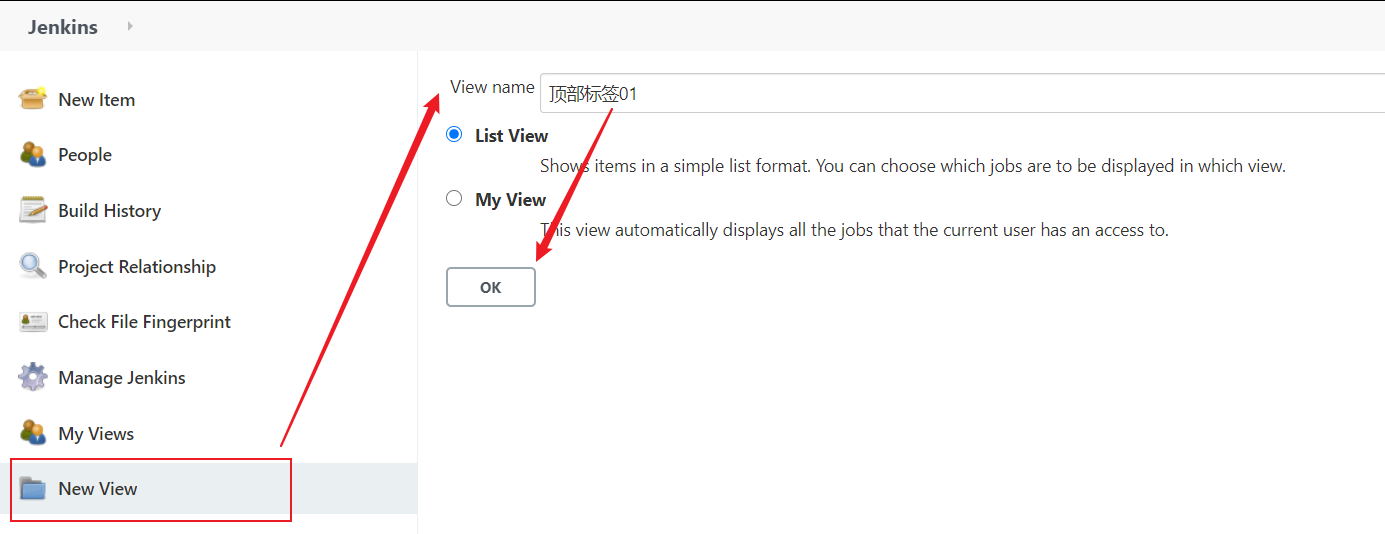 Jenkins
New Item
People
Build History
Project Relationship
Check File Fingerprint
Manage Jenkins
My Views
New View
View name 顶部标签01
List View
Shows items in a simple list format. You can choose which jobs are to be displayed in which view.
My View
This view automatically displays all the jobs that the current user has an access to.
OK